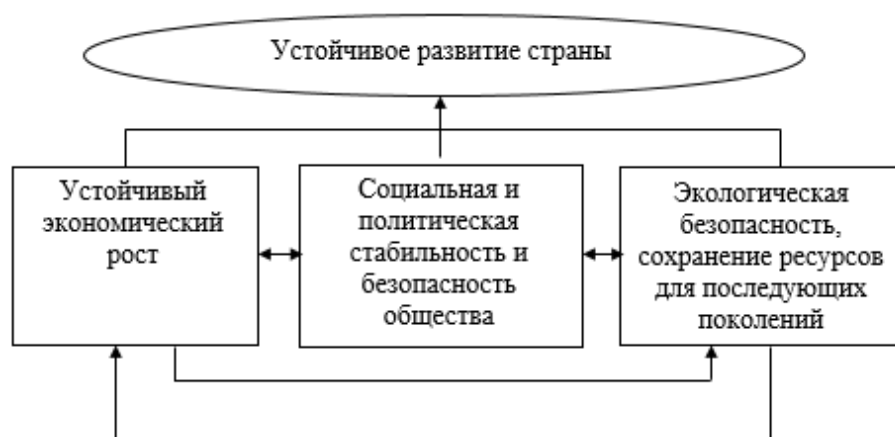 Устойчивое развитие страны
Устойчивый
экономический
рост
Социальная и
политическая
стабильность и
безопасность
общества
Экологическая
безопасность,
сохранение ресурсов
для последующих
поколений